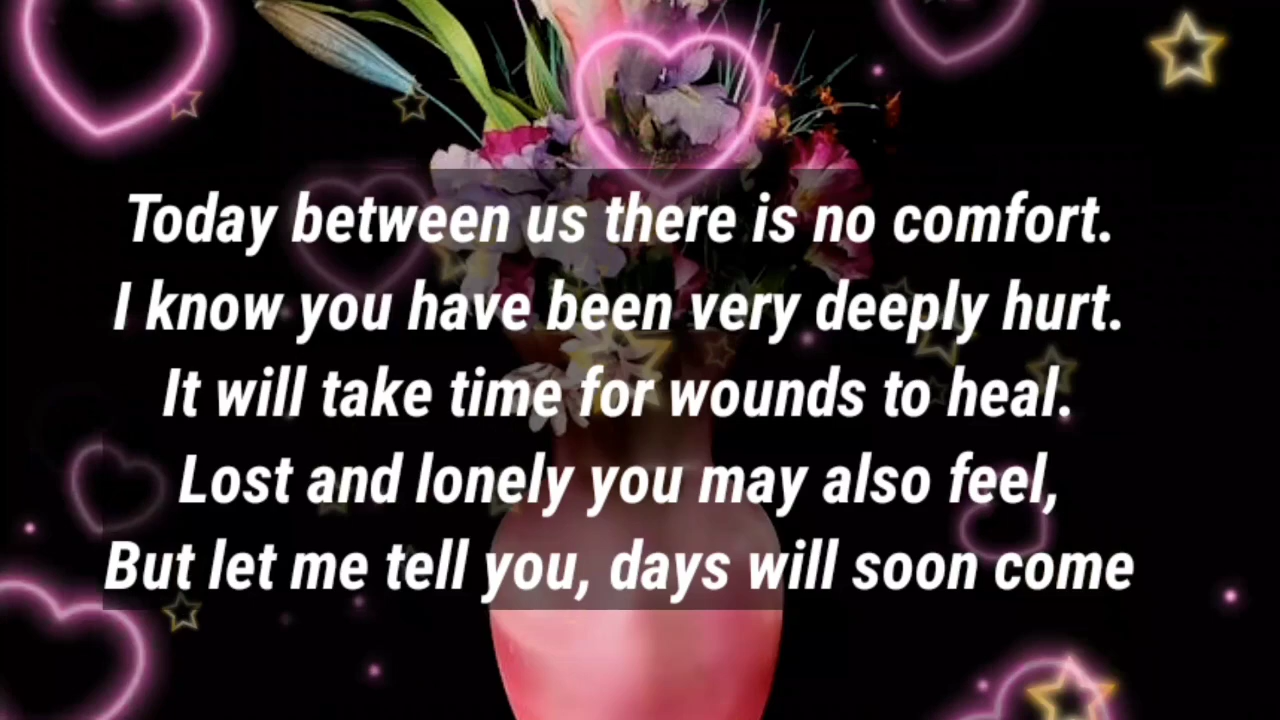 Today between us there is no comfort.
I know you have been very deeply hurt.
It will take time for wounds to heal.
Lost and lonely you may also feel,
But let me tell you, days will soon come